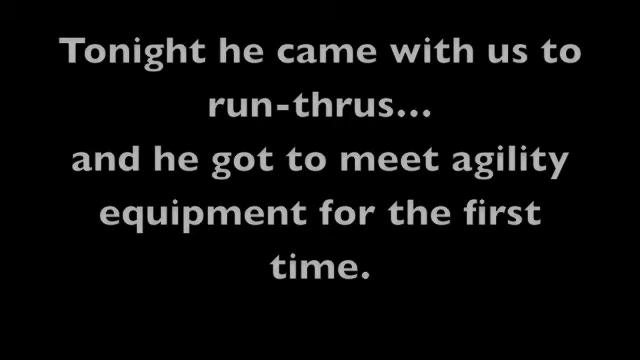 Tonight he came with us to
run-thrus...
and he got to meet agility
equipment for the first
time.